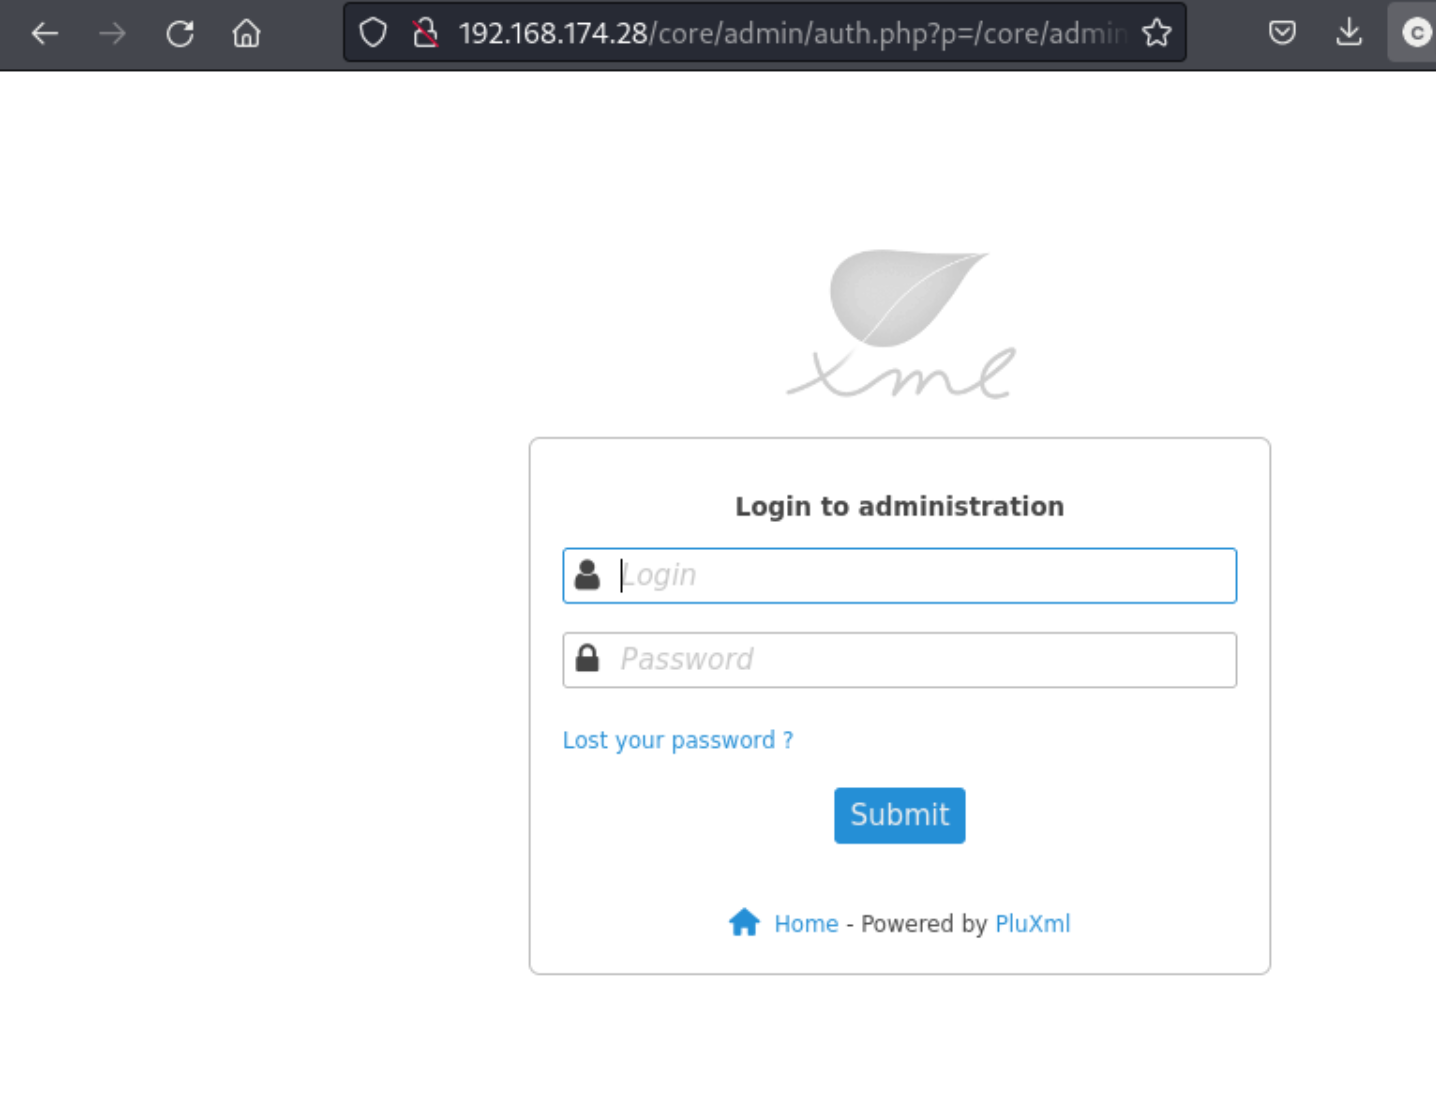 192.168.174.28/core/admin/auth.php?p=/core/admin
C
xml
Login to administration
Login
Password
Lost your password ?
Submit
Home - Powered by PluXml